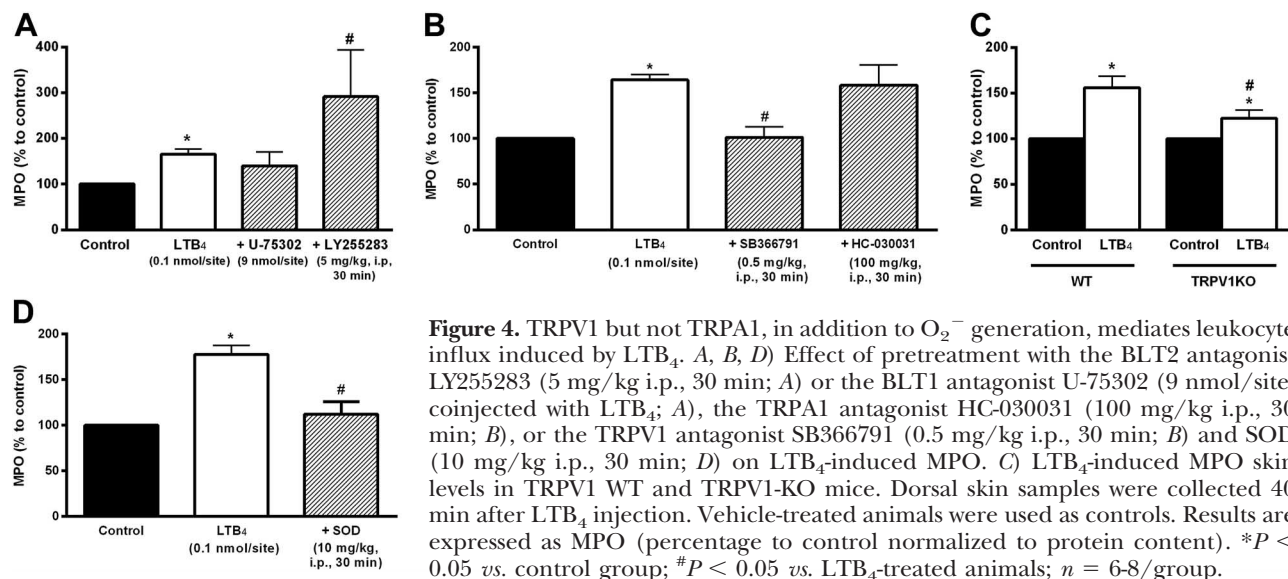 A
MPO (% to control)
400
300
200
100
0
*
#
Control
LTB4
(0.1 nmol/site)
+ U-75302
(9 nmol/site)
+ LY255283
(5 mg/kg, i.p,
30 min)
B
MPO (% to control)
200
150
100
50
0
*
#
Control
LTB4
(0.1 nmol/site)
+ SB366791
(0.5 mg/kg,
i.p., 30 min)
+ HC-030031
(100 mg/kg,
i.p., 30 min)
C
MPO (% to control)
200
150
100
50
0
*
#
*
Control LTB4 Control LTB4
WT TRPV1KO
D
MPO (% to control)
200
150
100
50
0
*
#
Control
LTB4
(0.1 nmol/site)
+ SOD
(10 mg/kg,
i.p., 30 min)
Figure 4. TRPV1 but not TRPA1, in addition to O2− generation, mediates leukocyte
influx induced by LTB4. A, B, D) Effect of pretreatment with the BLT2 antagonis
LY255283 (5 mg/kg i.p., 30 min; A) or the BLT1 antagonist U-75302 (9 nmol/site
coinjected with LTB4; A), the TRPA1 antagonist HC-030031 (100 mg/kg i.p., 30
min; B), or the TRPV1 antagonist SB366791 (0.5 mg/kg i.p., 30 min; B) and SOD
(10 mg/kg i.p., 30 min; D) on LTB4-induced MPO. C) LTB4-induced MPO skin
levels in TRPV1 WT and TRPV1-KO mice. Dorsal skin samples were collected 40
min after LTB4 injection. Vehicle-treated animals were used as controls. Results are
expressed as MPO (percentage to control normalized to protein content). *P <
0.05 vs. control group; #P < 0.05 vs. LTB4-treated animals; n = 6-8/group.